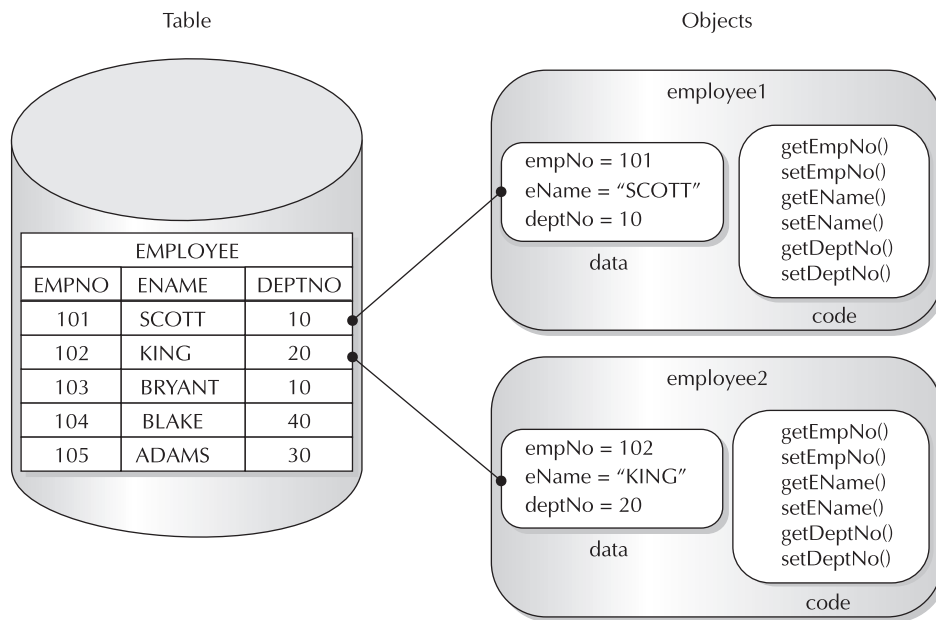 Table
Objects
EMPLOYEE
EMPNO ENAME DEPTNO
101 SCOTT 10
102 KING 20
103 BRYANT 10
104 BLAKE 40
105 ADAMS 30
employee1
empNo = 101
eName = “SCOTT”
deptNo = 10
data
getEmpNo()
setEmpNo()
getEName()
setEName()
getDeptNo()
setDeptNo()
code
employee2
empNo = 102
eName = “KING”
deptNo = 20
data
getEmpNo()
setEmpNo()
getEName()
setEName()
getDeptNo()
setDeptNo()
code